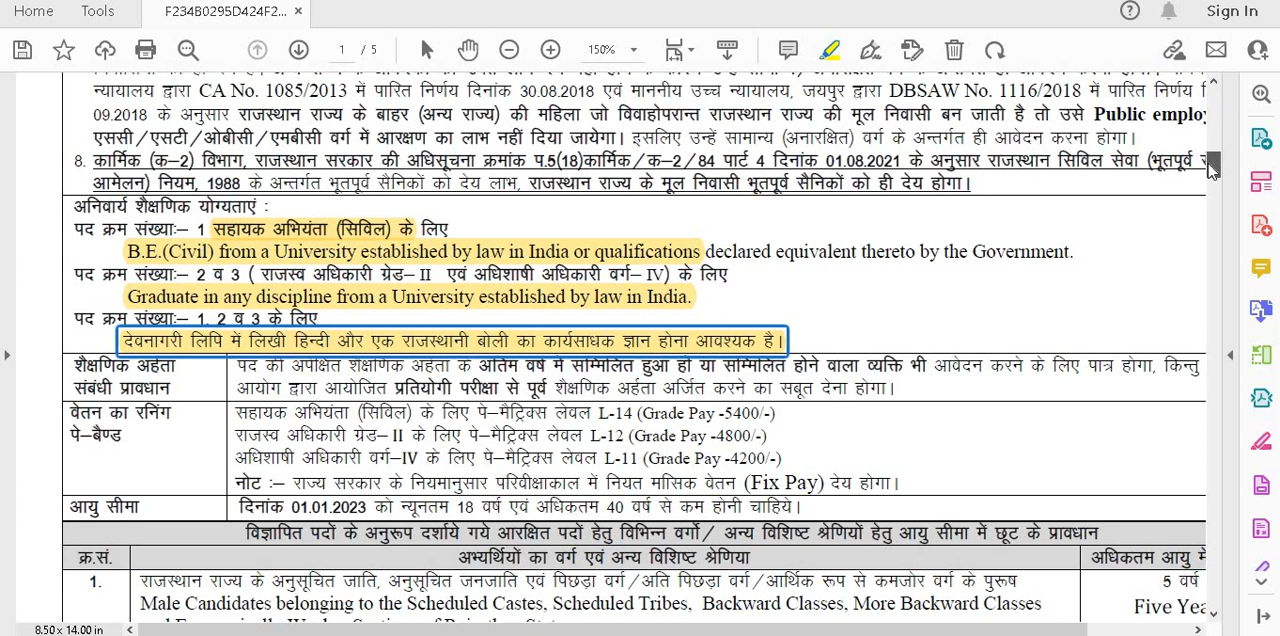 Home Tools F234B0295D424F2... × Sign In
1 / 5 150%
न्यायालय द्वारा CA No. 1085/2013 में पारित निर्णय दिनांक 30.08.2018 एवं माननीय उच्च न्यायालय, जयपुर द्वारा DBSAW No. 1116/2018 में पारित निर्णय
09.2018 के अनुसार राजस्थान राज्य के बाहर (अन्य राज्य) की महिला जो विवाहोपरान्त राजस्थान राज्य की मूल निवासी बन जाती है तो उसे Public emplo
एससी/एसटी/ओबीसी/एमबीसी वर्ग में आरक्षण का लाभ नहीं दिया जायेगा। इसलिए उन्हें सामान्य (अनारक्षित) वर्ग के अन्तर्गत ही आवेदन करना होगा।
8. कार्मिक (क-2) विभाग, राजस्थान सरकार की अधिसूचना क्रमांक प.5(18)कार्मिक/क-2/84 पार्ट 4 दिनांक 01.08.2021 के अनुसार राजस्थान सिविल सेवा (भूतपूर्व
आमेलन) नियम, 1988 के अन्तर्गत भूतपूर्व सैनिकों को देय लाभ, राजस्थान राज्य के मूल निवासी भूतपूर्व सैनिकों को ही देय होगा।
अनिवार्य शैक्षणिक योग्यताएं :
पद क्रम संख्याः- 1 सहायक अभियंता (सिविल) के लिए
B.E.(Civil) from a University established by law in India or qualifications declared equivalent thereto by the Government.
पद क्रम संख्याः- 2 व 3 ( राजस्व अधिकारी ग्रेड-II एवं अधिशाषी अधिकारी वर्ग-IV) के लिए
Graduate in any discipline from a University established by law in India.
पद क्रम संख्याः- 1, 2 व 3 के लिए
देवनागरी लिपि में लिखी हिन्दी और एक राजस्थानी बोली का कार्यसाधक ज्ञान होना आवश्यक है।
शैक्षणिक अर्हता संबंधी प्रावधान
पद की अपेक्षित शैक्षणिक अर्हता के अंतिम वर्ष में सम्मिलित हुआ हो या सम्मिलित होने वाला व्यक्ति भी आवेदन करने के लिए पात्र होगा, किन्तु
आयोग द्वारा आयोजित प्रतियोगी परीक्षा से पूर्व शैक्षणिक अर्हता अर्जित करने का सबूत देना होगा।
वेतन का रनिंग पे-बैण्ड
सहायक अभियंता (सिविल) के लिए पे-मैट्रिक्स लेवल L-14 (Grade Pay -5400/-)
राजस्व अधिकारी ग्रेड- II के लिए पे-मैट्रिक्स लेवल L-12 (Grade Pay -4800/-)
अधिशाषी अधिकारी वर्ग-IV के लिए पे-मैट्रिक्स लेवल L-11 (Grade Pay -4200/-)
नोट :- राज्य सरकार के नियमानुसार परिवीक्षाकाल में नियत मासिक वेतन (Fix Pay) देय होगा।
आयु सीमा दिनांक 01.01.2023 को न्यूनतम 18 वर्ष एवं अधिकतम 40 वर्ष से कम होनी चाहिये।
विज्ञापित पदों के अनुरूप दर्शाये गये आरक्षित पदों हेतु विभिन्न वर्गो/ अन्य विशिष्ट श्रेणियों हेतु आयु सीमा में छूट के प्रावधान
क्र.सं. अभ्यर्थियों का वर्ग एवं अन्य विशिष्ट श्रेणिया अधिकतम आयु में
1. राजस्थान राज्य के अनुसूचित जाति, अनुसूचित जनजाति एवं पिछड़ा वर्ग/अति पिछड़ा वर्ग/आर्थिक रूप से कमजोर वर्ग के पुरूष 5 वर्ष
Male Candidates belonging to the Scheduled Castes, Scheduled Tribes, Backward Classes, More Backward Classes Five Yea
8.50 x 14.00 in